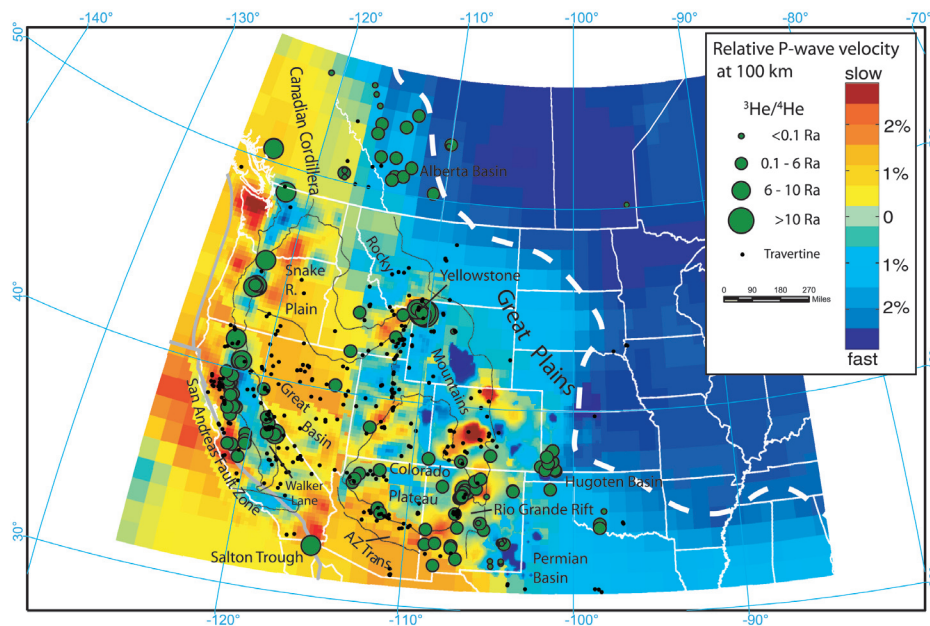 -140°
-130°
-120°
-110°
-100°
-90°
-80°
-70°
50°
40°
30°
-120°
-110°
-100°
-90°
Relative P-wave velocity
at 100 km
slow
³He/⁴He
<0.1 Ra
0.1 - 6 Ra
6 - 10 Ra
>10 Ra
Travertine
0 90 180 270
Miles
2%
1%
0
1%
2%
fast
Canadian Cordillera
Alberta Basin
Rocky
Mountains
Yellowstone
Great Plains
Snake
R.
Plain
Great
Basin
San Andreas Fault Zone
Walker
Lane
Colorado
Plateau
Hugoten Basin
Rio Grande Rift
AZ Trans
Salton Trough
Permian
Basin